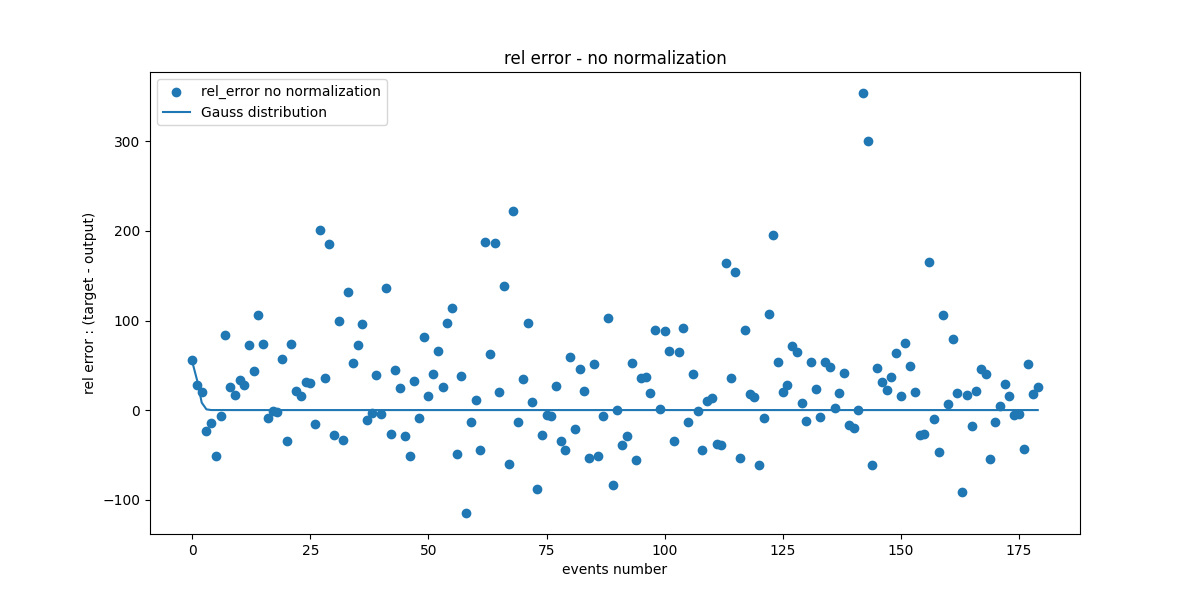 rel error - no normalization
rel_error no normalization
Gauss distribution
rel error : (target - output)
300
200
100
0
−100
0 25 50 75 100 125 150 175
events number